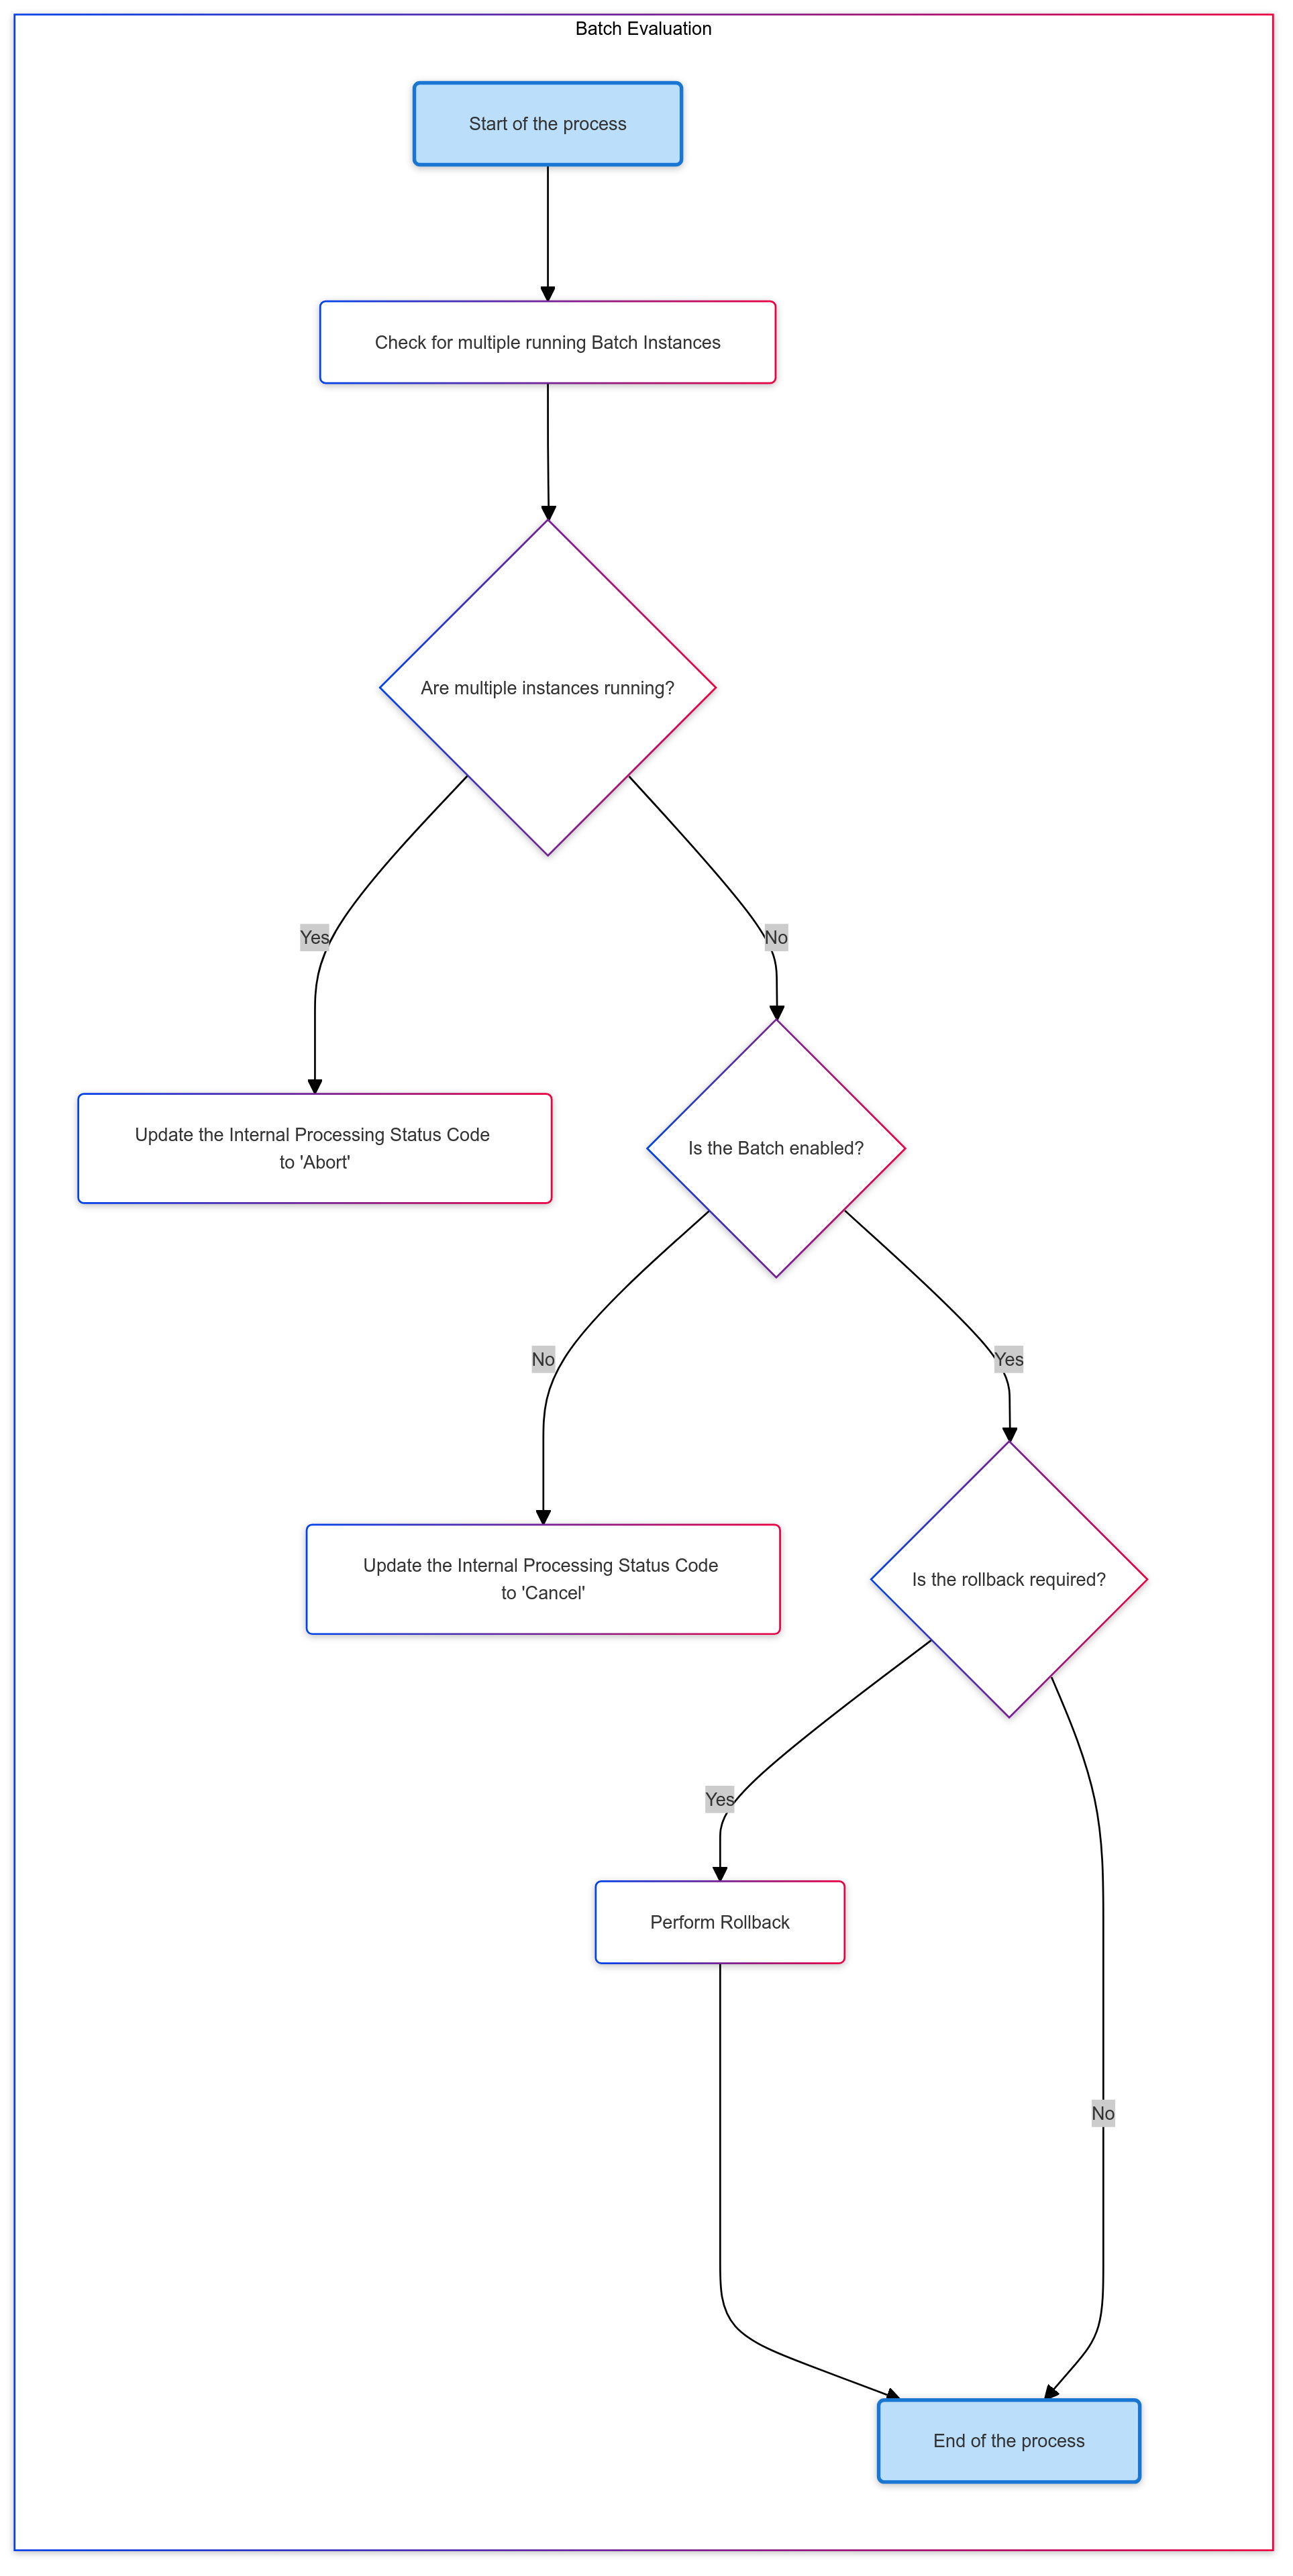 Batch Evaluation
Start of the process
Check for multiple running Batch Instances
Are multiple instances running?
Yes
No
Update the Internal Processing Status Code
to 'Abort'
Is the Batch enabled?
No
Yes
Update the Internal Processing Status Code
to 'Cancel'
Is the rollback required?
Yes
Perform Rollback
No
End of the process